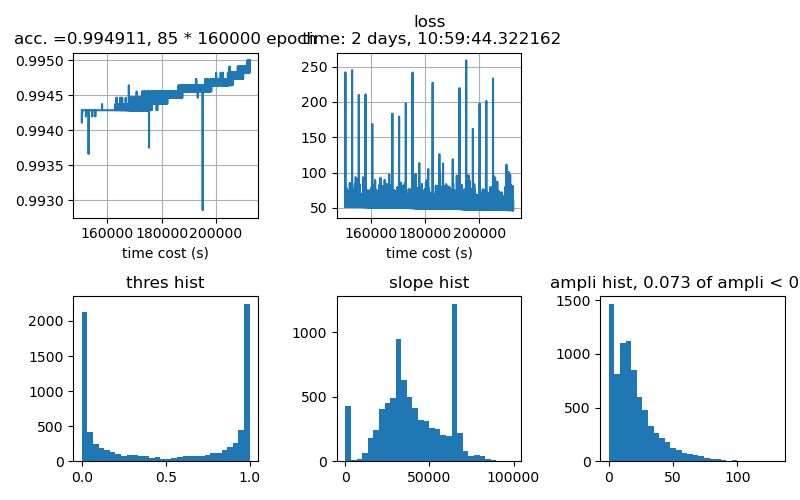 loss
acc. =0.994911, 85 * 160000 epoch
time: 2 days, 10:59:44.322162
0.9950
0.9945
0.9940
0.9935
0.9930
160000 180000 200000
time cost (s)
250
200
150
100
50
160000 180000 200000
time cost (s)
thres hist
2000
1500
1000
500
0
0.0 0.5 1.0
slope hist
1000
500
0
0 50000 100000
ampli hist, 0.073 of ampli < 0
1500
1000
500
0
0 50 100